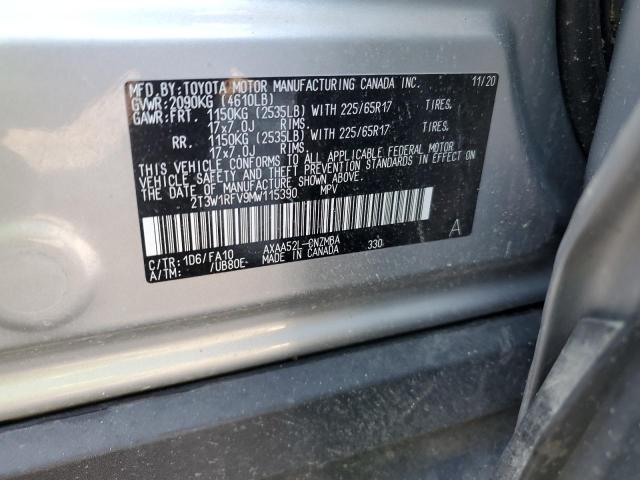 MFD.BY:TOYOTA MOTOR MANUFACTURING CANADA INC. 11/20
GVWR:2090KG (4610LB)
GAWR:FRT. 1150KG (2535LB) WITH 225/65R17 TIRES.
17x7.0J RIMS
RR. 1150KG (2535LB) WITH 225/65R17 TIRES.
17x7.0J RIMS.
THIS VEHICLE CONFORMS TO ALL APPLICABLE FEDERAL MOTOR
VEHICLE SAFETY AND THEFT PREVENTION STANDARDS IN EFFECT ON
THE DATE OF MANUFACTURE SHOWN ABOVE.
2T3W1RFV9MW115390 MPV
A
AXAA52L-CNZMBA 330
C/TR:1D6/FA10 MADE IN CANADA
A/TM: /UB80E-